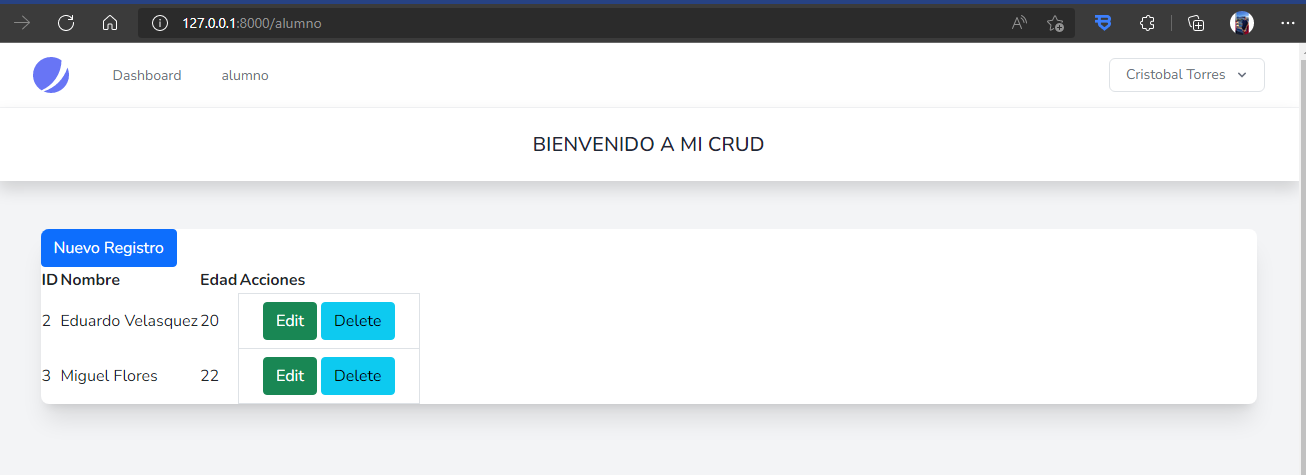 127.0.0.1:8000/alumno
Dashboard alumno Cristobal Torres
BIENVENIDO A MI CRUD
Nuevo Registro
ID Nombre Edad Acciones
2 Eduardo Velasquez 20 Edit Delete
3 Miguel Flores 22 Edit Delete